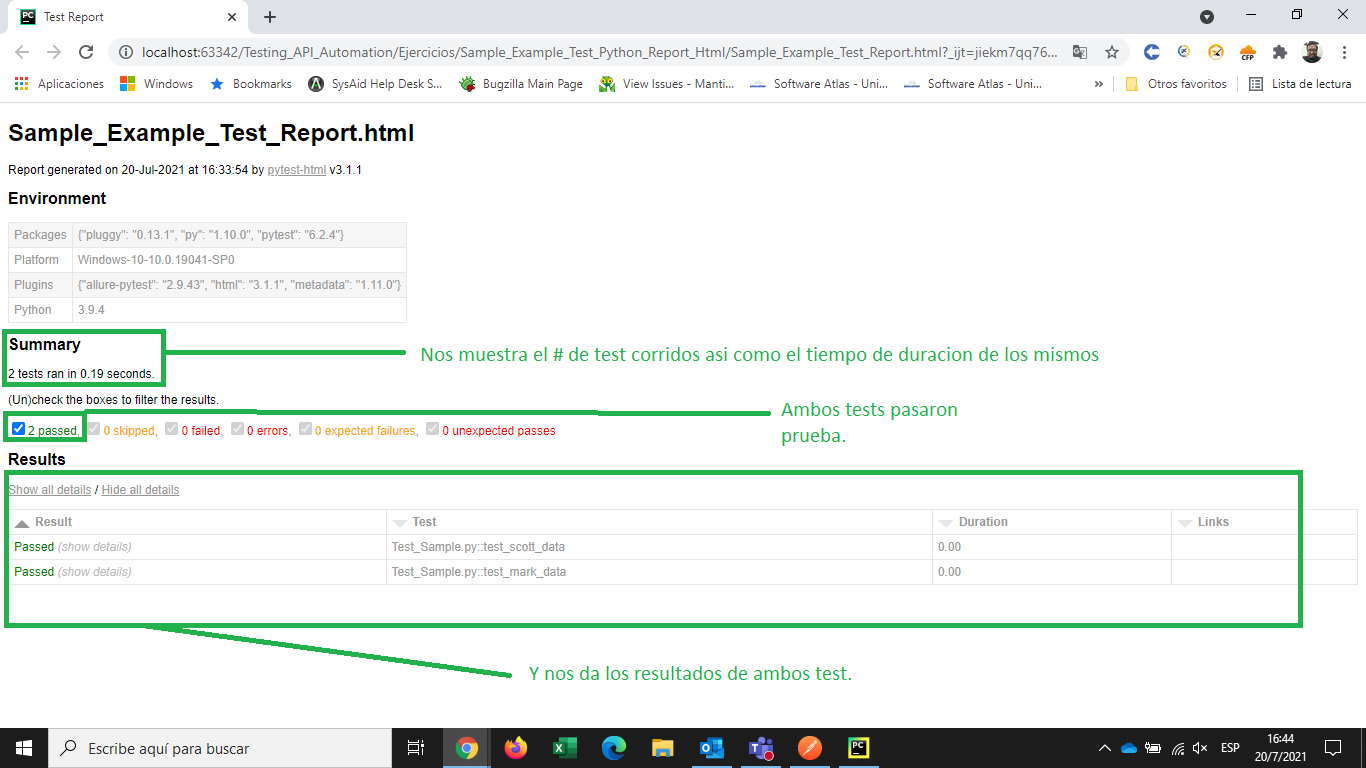 Test Report
localhost:63342/Testing_API_Automation/Ejercicios/Sample_Example_Test_Python_Report_Html/Sample_Example_Test_Report.html?_ijt=jiekm7qq76...
Aplicaciones Windows Bookmarks SysAid Help Desk S... Bugzilla Main Page View Issues - Manti... Software Atlas - Uni... Software Atlas - Uni... » Otros favoritos Lista de lectura
Sample_Example_Test_Report.html
Report generated on 20-Jul-2021 at 16:33:54 by pytest-html v3.1.1
Environment
Packages {"pluggy": "0.13.1", "py": "1.10.0", "pytest": "6.2.4"}
Platform Windows-10-10.0.19041-SP0
Plugins {"allure-pytest": "2.9.43", "html": "3.1.1", "metadata": "1.11.0"}
Python 3.9.4
Summary
Nos muestra el # de test corridos asi como el tiempo de duracion de los mismos
2 tests ran in 0.19 seconds.
(Un)check the boxes to filter the results.
Ambos tests pasaron
prueba.
2 passed, 0 skipped, 0 failed, 0 errors, 0 expected failures, 0 unexpected passes
Results
Show all details / Hide all details
Result Test Duration Links
Passed (show details) Test_Sample.py::test_scott_data 0.00
Passed (show details) Test_Sample.py::test_mark_data 0.00
Y nos da los resultados de ambos test.
Escribe aquí para buscar
ESP
16:44
20/7/2021